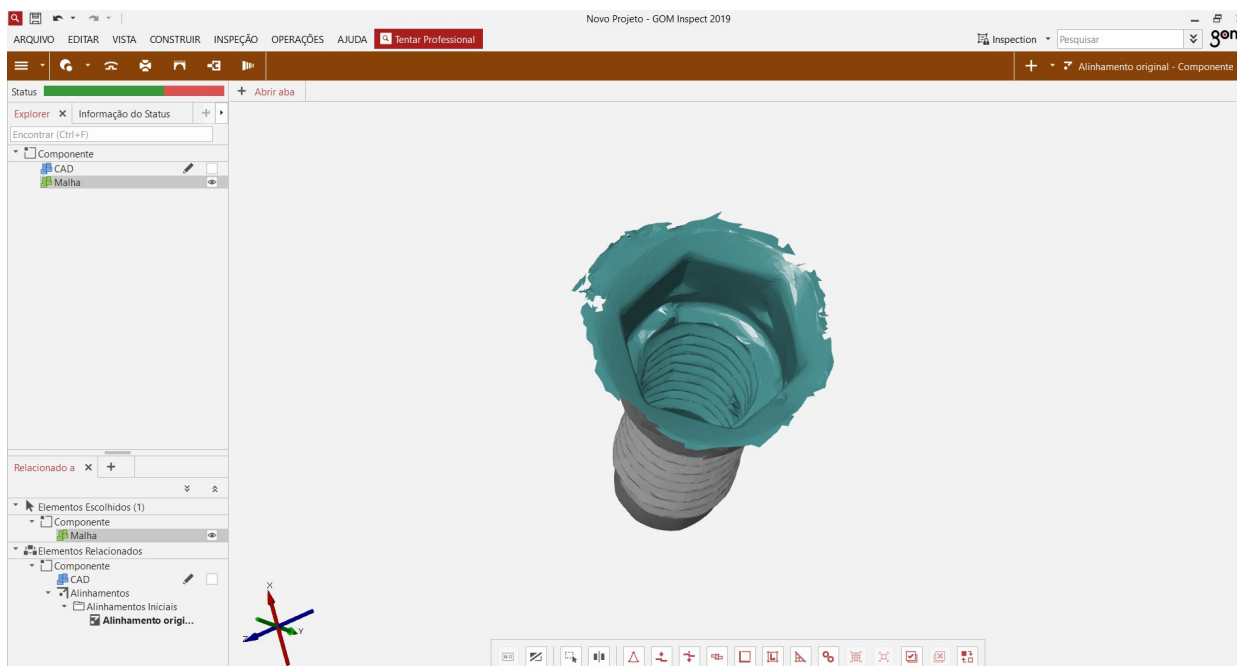 Novo Projeto - GOM Inspect 2019
ARQUIVO EDITAR VISTA CONSTRUIR INSPEÇÃO OPERAÇÕES AJUDA Tentar Professional Inspection Pesquisar gom
Alinhamento original - Componente
Status + Abrir aba
Explorer Informação do Status
Encontrar (Ctrl+F)
Componente
CAD
Malha
Relacionado a
Elementos Escolhidos (1)
Componente
Malha
Elementos Relacionados
Componente
CAD
Alinhamentos
Alinhamentos Iniciais
Alinhamento origi...
X
Z Y